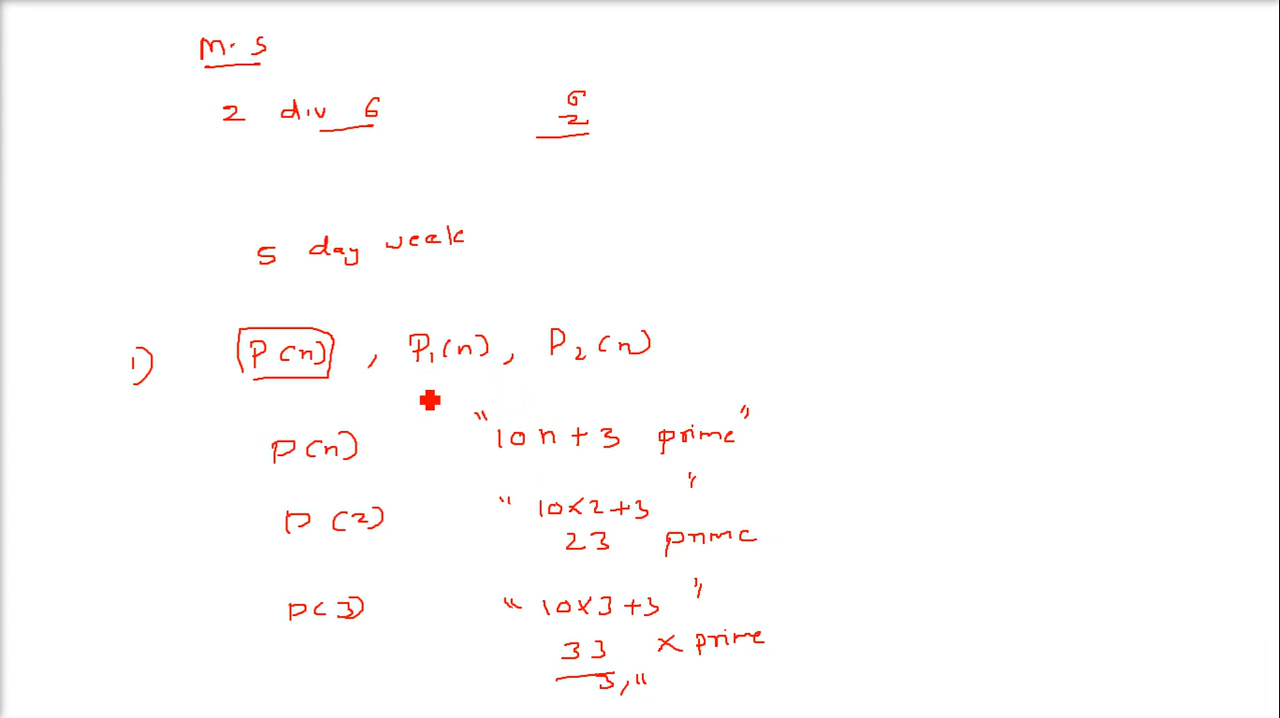 M. S
2 div 6
6
2
5 day week
1) P(n) , P₁(n) , P₂(n)
P(n) "10n+3 prime"
P(2) "10×2+3"
23 prime
P(3) "10×3+3"
33 × prime
3,"